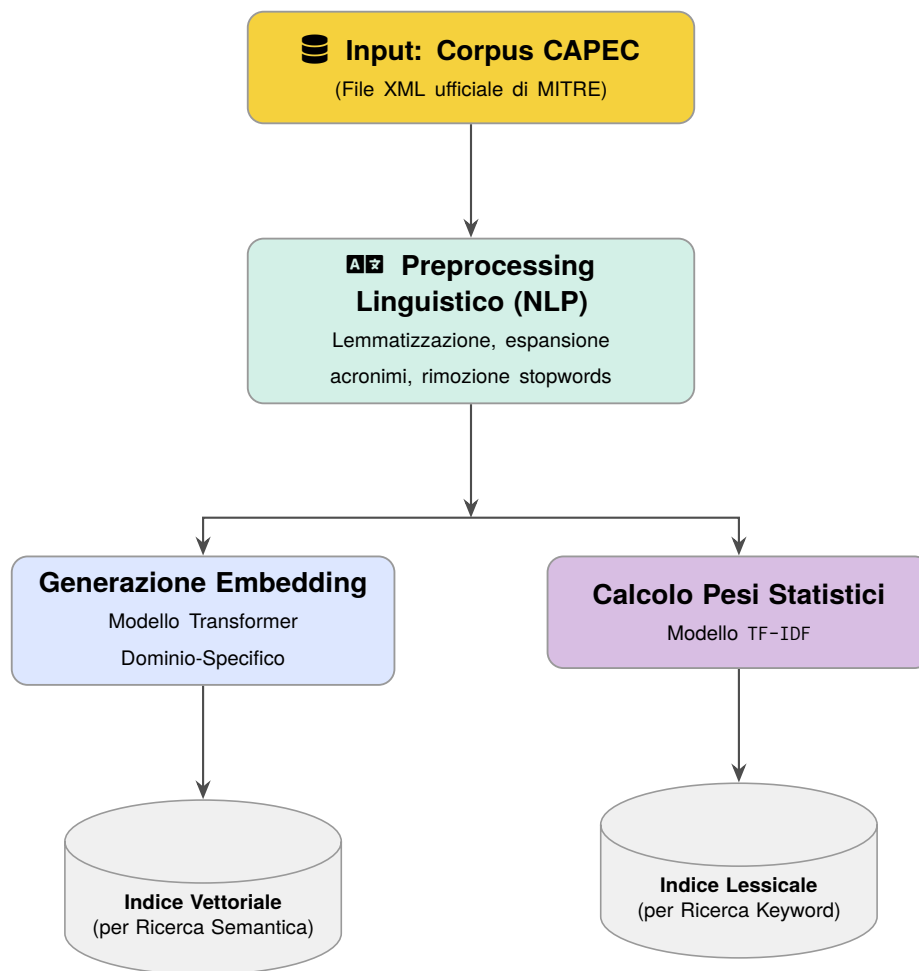 Input: Corpus CAPEC
(File XML ufficiale di MITRE)
Preprocessing
Linguistico (NLP)
Lemmatizzazione, espansione
acronimi, rimozione stopwords
Generazione Embedding
Modello Transformer
Dominio-Specifico
Calcolo Pesi Statistici
Modello TF-IDF
Indice Vettoriale
(per Ricerca Semantica)
Indice Lessicale
(per Ricerca Keyword)